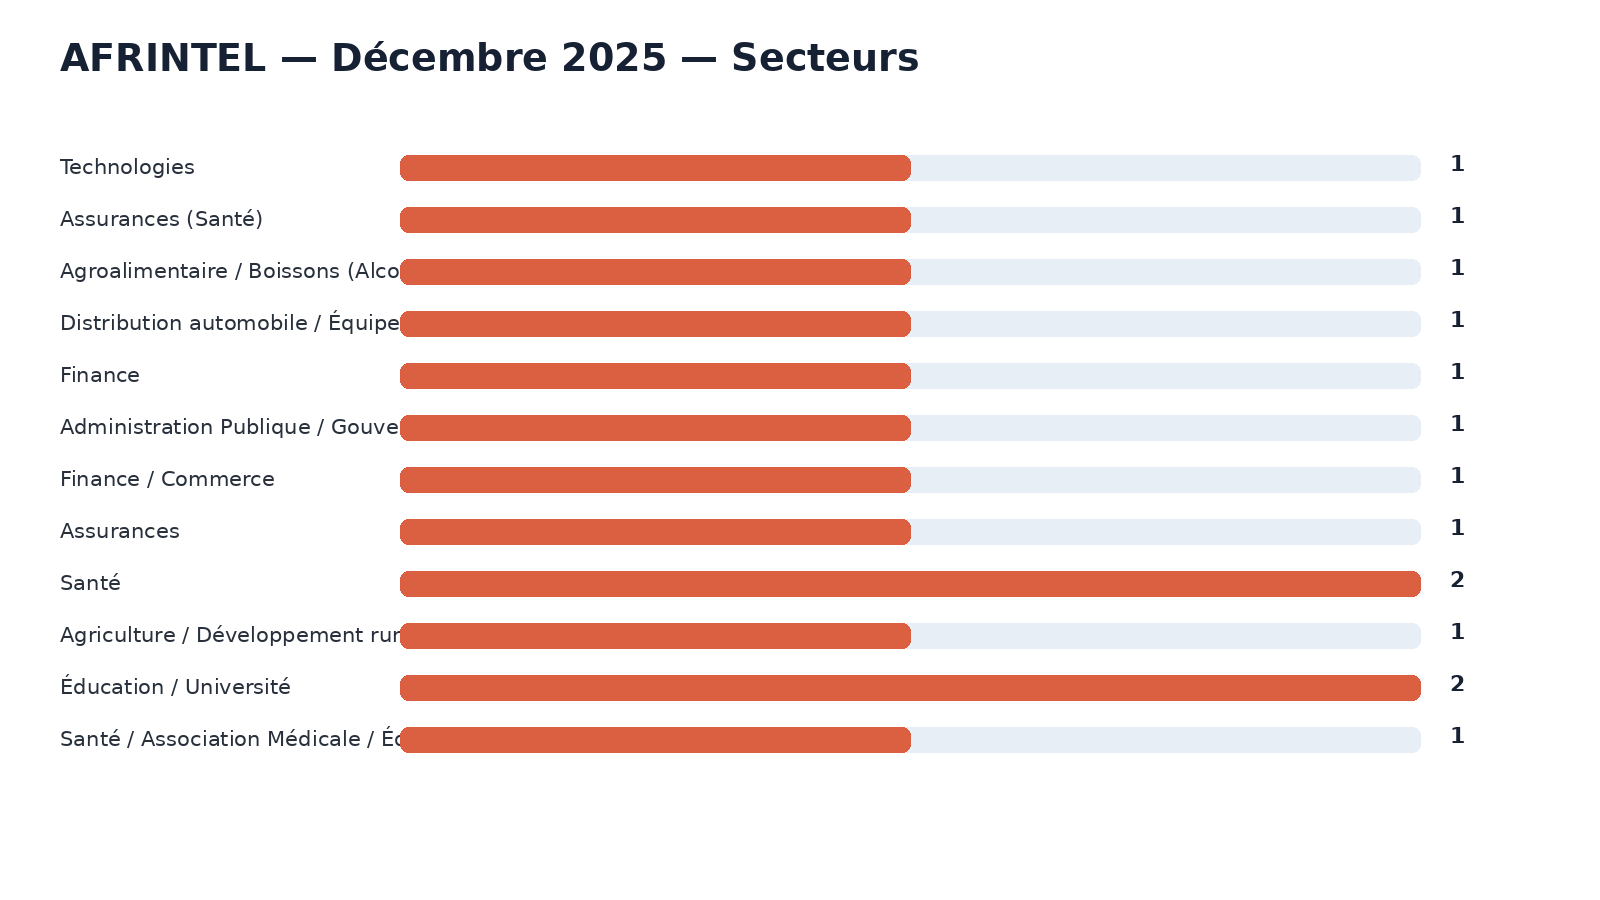 AFRINTEL — Décembre 2025 — Secteurs
Technologies 1
Assurances (Santé) 1
Agroalimentaire / Boissons (Alco 1
Distribution automobile / Équipe 1
Finance 1
Administration Publique / Gouve 1
Finance / Commerce 1
Assurances 1
Santé 2
Agriculture / Développement rur 1
Éducation / Université 2
Santé / Association Médicale / Éc 1